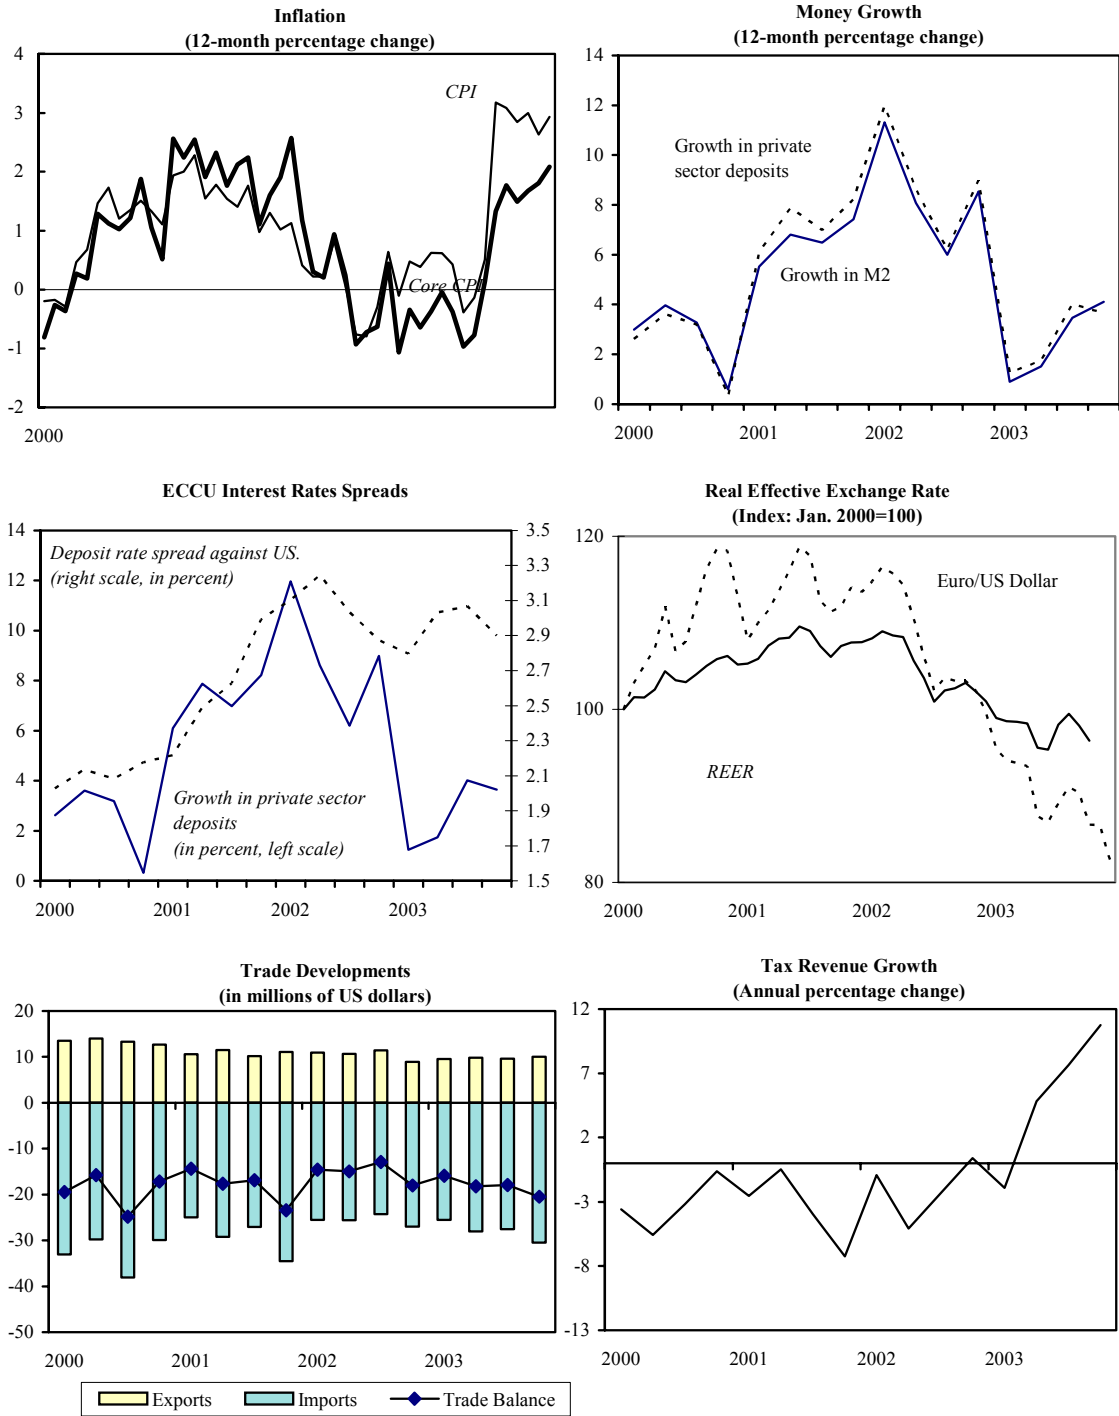 Inflation
(12-month percentage change)
4
3
2
1
0
-1
-2
CPI
Core CPI
2000
Money Growth
(12-month percentage change)
14
12
10
8
6
4
2
0
Growth in private
sector deposits
Growth in M2
2000 2001 2002 2003
ECCU Interest Rates Spreads
14
12
10
8
6
4
2
0
Deposit rate spread against US.
(right scale, in percent)
Growth in private sector
deposits
(in percent, left scale)
3.5
3.3
3.1
2.9
2.7
2.5
2.3
2.1
1.9
1.7
1.5
2000 2001 2002 2003
Real Effective Exchange Rate
(Index: Jan. 2000=100)
120
100
80
Euro/US Dollar
REER
2000 2001 2002 2003
Trade Developments
(in millions of US dollars)
20
10
0
-10
-20
-30
-40
-50
2000 2001 2002 2003
Exports Imports Trade Balance
Tax Revenue Growth
(Annual percentage change)
12
7
2
-3
-8
-13
2000 2001 2002 2003